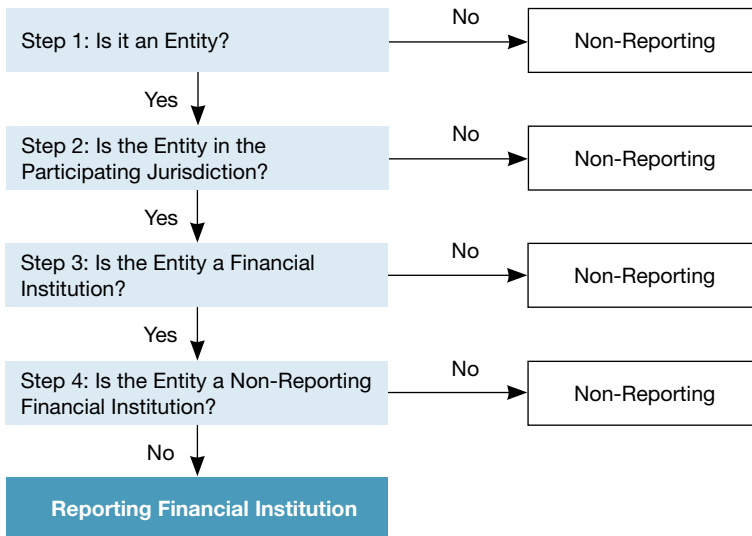 No
Step 1: Is it an Entity?
Non-Reporting
Yes
No
Step 2: Is the Entity in the
Participating Jurisdiction?
Non-Reporting
Yes
No
Step 3: Is the Entity a Financial
Institution?
Non-Reporting
Yes
No
Step 4: Is the Entity a Non-Reporting
Financial Institution?
Non-Reporting
No
Reporting Financial Institution